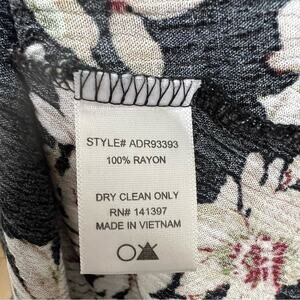 STYLE# ADR93393
100% RAYON
DRY CLEAN ONLY
RN# 141397
MADE IN VIETNAM